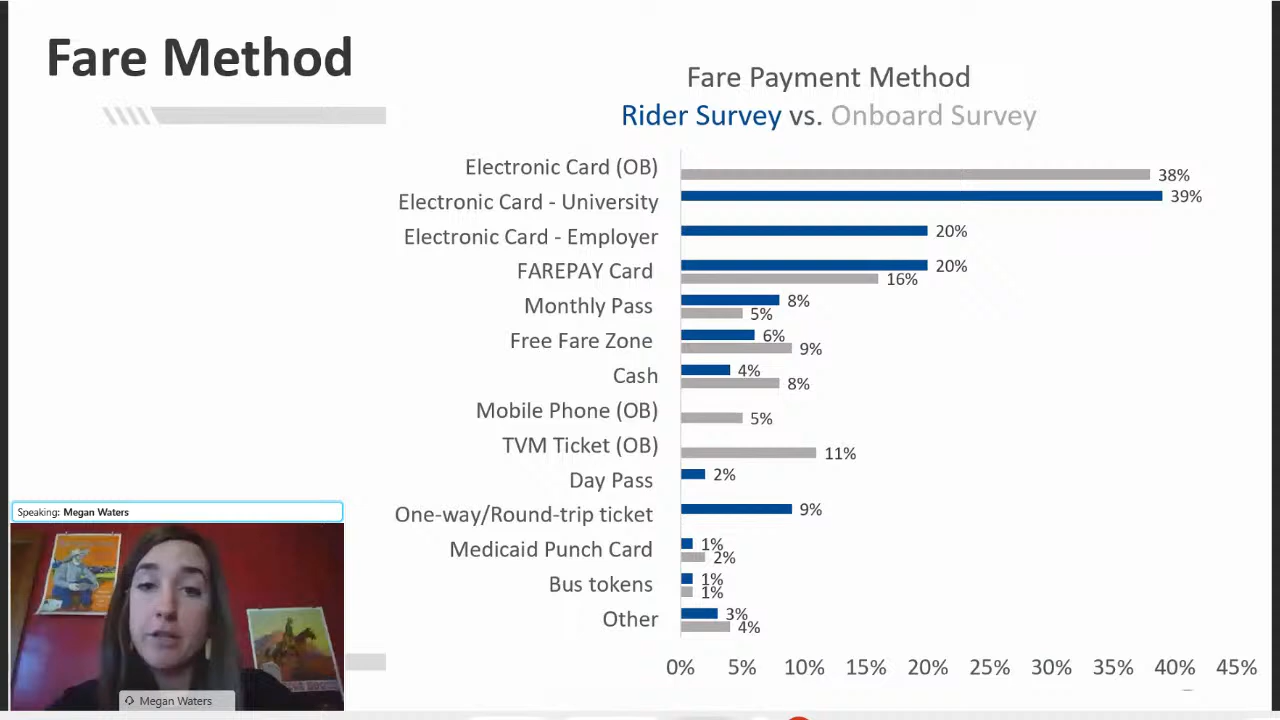 Fare Method
Fare Payment Method
Rider Survey vs. Onboard Survey
Electronic Card (OB)
38%
Electronic Card - University
39%
Electronic Card - Employer
20%
FAREPAY Card
20%
16%
Monthly Pass
8%
5%
Free Fare Zone
6%
9%
Cash
4%
8%
Mobile Phone (OB)
5%
TVM Ticket (OB)
11%
Day Pass
2%
One-way/Round-trip ticket
9%
Medicaid Punch Card
1%
2%
Bus tokens
1%
1%
Other
3%
4%
0% 5% 10% 15% 20% 25% 30% 35% 40% 45%
Speaking: Megan Waters
Megan Waters